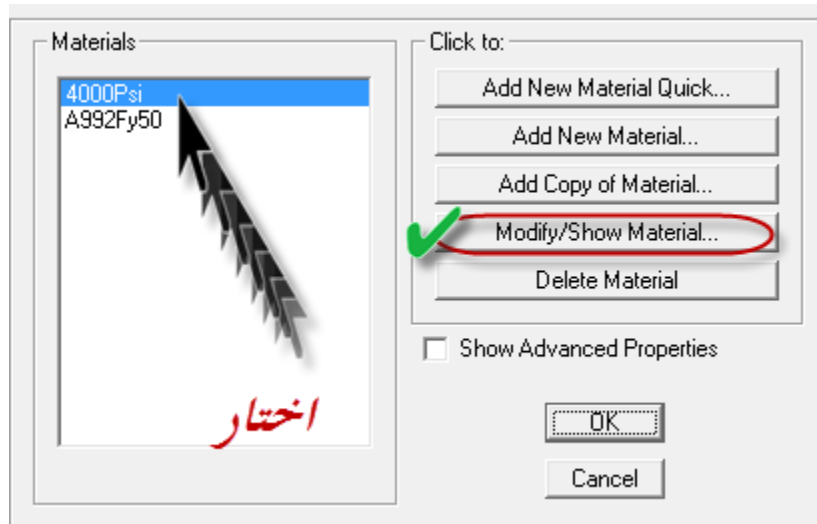 Materials
4000Psi
A992Fy50
اختار
Click to:
Add New Material Quick...
Add New Material...
Add Copy of Material...
Modify/Show Material...
Delete Material
Show Advanced Properties
OK
Cancel